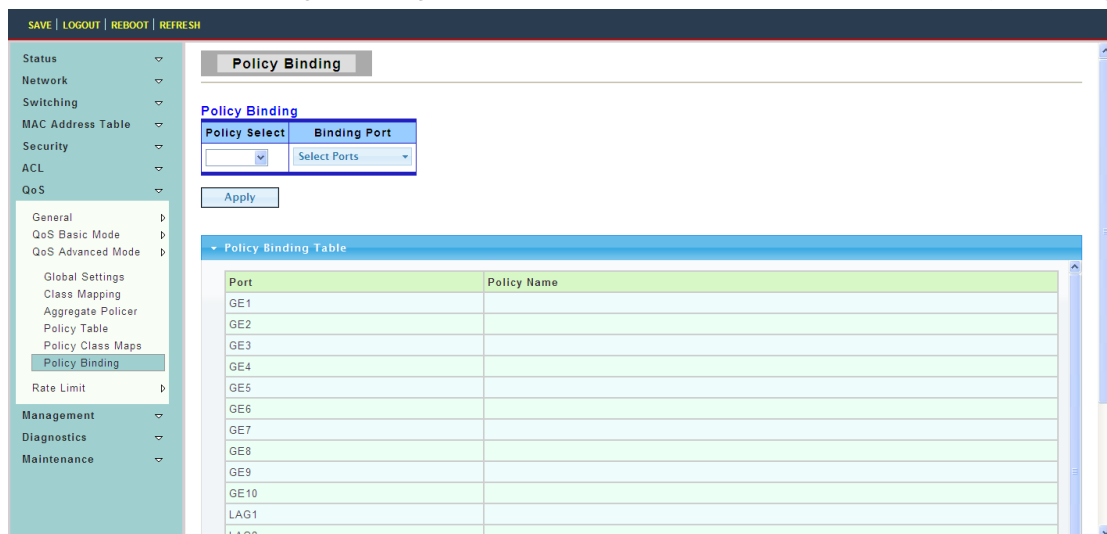 SAVE | LOGOUT | REBOOT | REFRESH
Status
Network
Switching
MAC Address Table
Security
ACL
QoS
General
QoS Basic Mode
QoS Advanced Mode
Global Settings
Class Mapping
Aggregate Policer
Policy Table
Policy Class Maps
Policy Binding
Rate Limit
Management
Diagnostics
Maintenance
Policy Binding
Policy Binding
Policy Select Binding Port
Select Ports
Apply
Policy Binding Table
Port Policy Name
GE1
GE2
GE3
GE4
GE5
GE6
GE7
GE8
GE9
GE10
LAG1